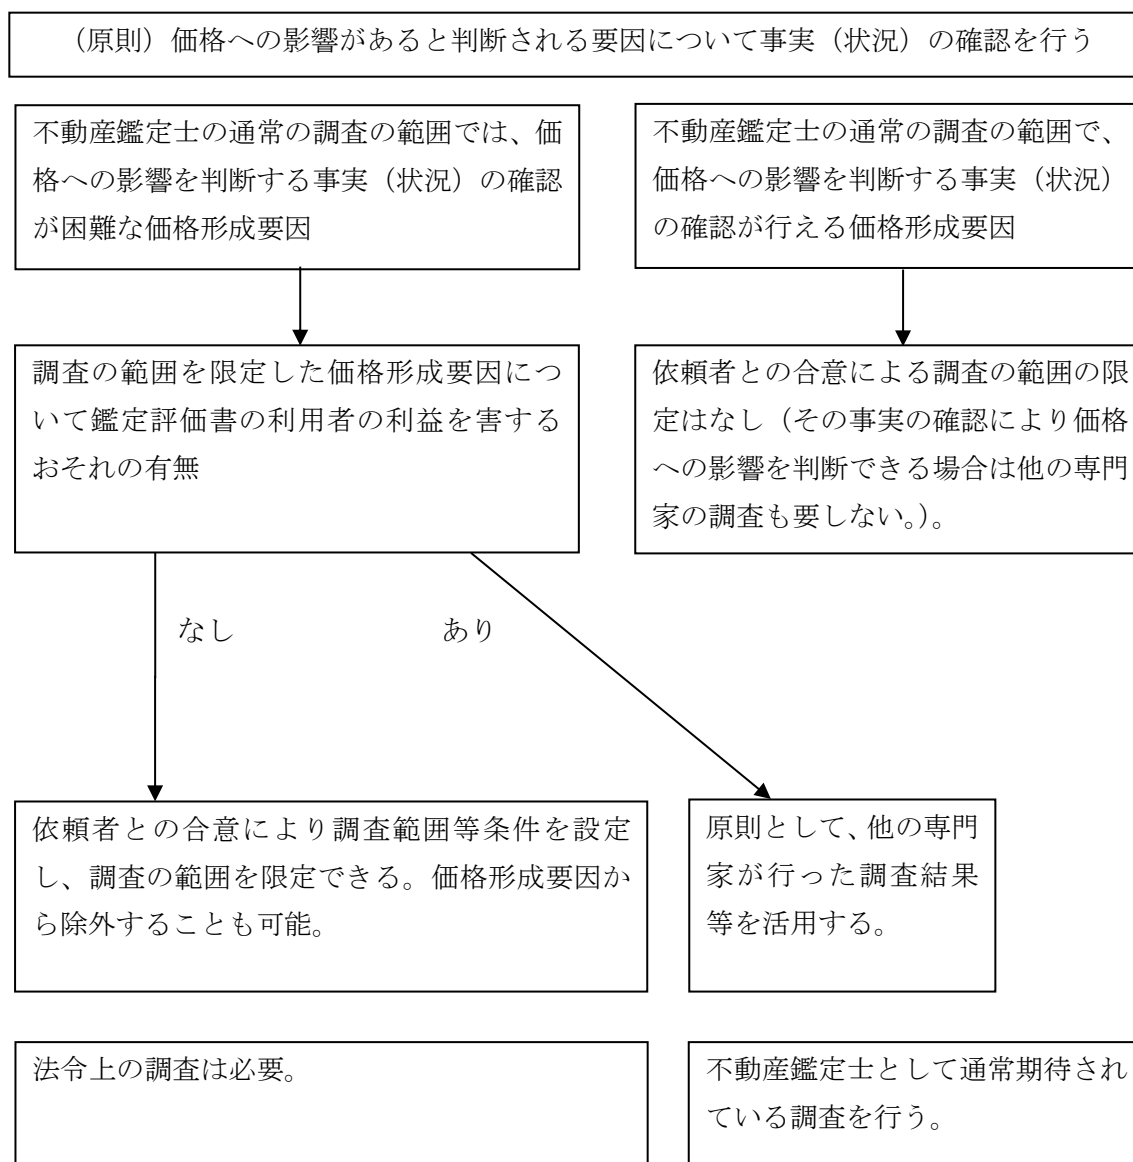 （原則）価格への影響があると判断される要因について事実（状況）の確認を行う
不動産鑑定士の通常の調査の範囲では、価
格への影響を判断する事実（状況）の確認
が困難な価格形成要因
不動産鑑定士の通常の調査の範囲で、
価格への影響を判断する事実（状況）
の確認が行える価格形成要因
調査の範囲を限定した価格形成要因につ
いて鑑定評価書の利用者の利益を害する
おそれの有無
依頼者との合意による調査の範囲の限
定はなし（その事実の確認により価格
への影響を判断できる場合は他の専門
家の調査も要しない。）。
なし
あり
依頼者との合意により調査範囲等条件を設定
し、調査の範囲を限定できる。価格形成要因か
ら除外することも可能。
原則として、他の専門
家が行った調査結果
等を活用する。
法令上の調査は必要。
不動産鑑定士として通常期待され
ている調査を行う。